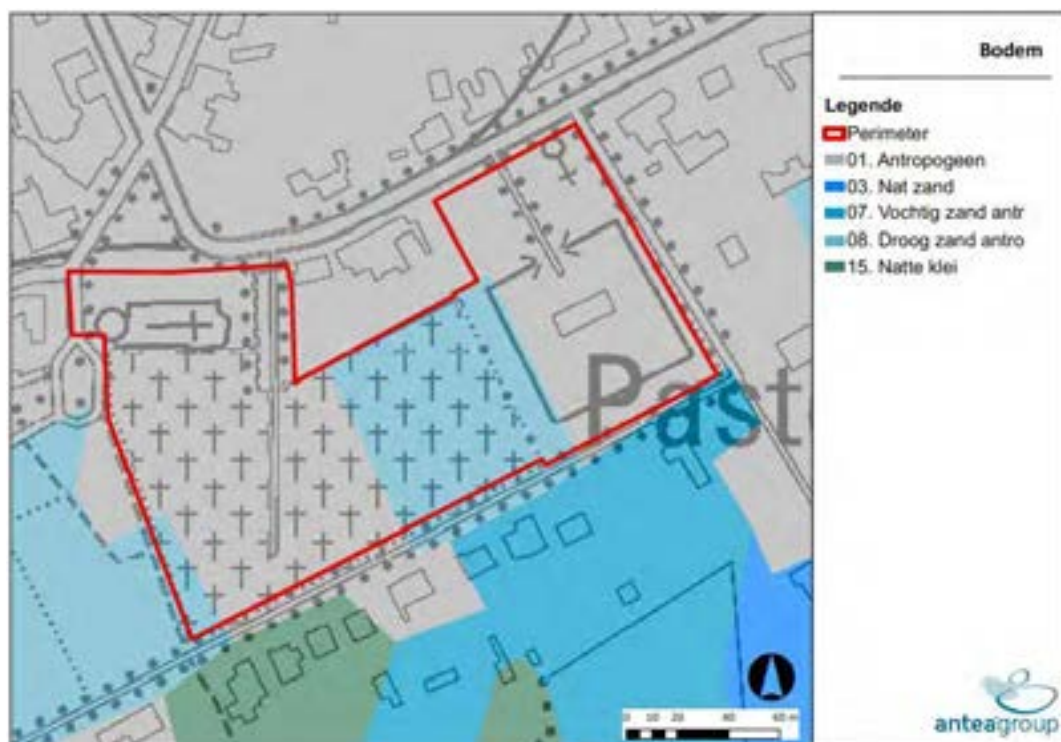 Bodem
Legende
Perimeter
01. Antropogeen
03. Nat zand
07. Vochtig zand antr
08. Droog zand antro
15. Natte klei
Past
0 10 20 40 60 m
anteagroup